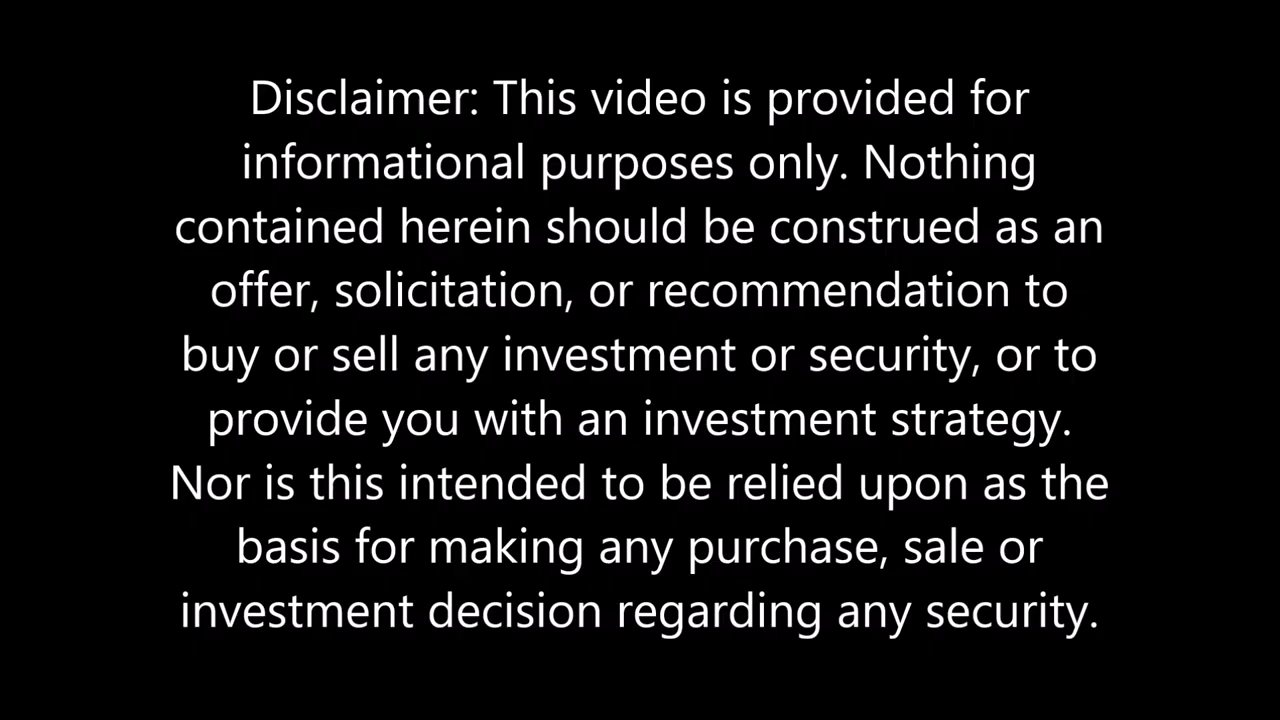 Disclaimer: This video is provided for
informational purposes only. Nothing
contained herein should be construed as an
offer, solicitation, or recommendation to
buy or sell any investment or security, or to
provide you with an investment strategy.
Nor is this intended to be relied upon as the
basis for making any purchase, sale or
investment decision regarding any security.